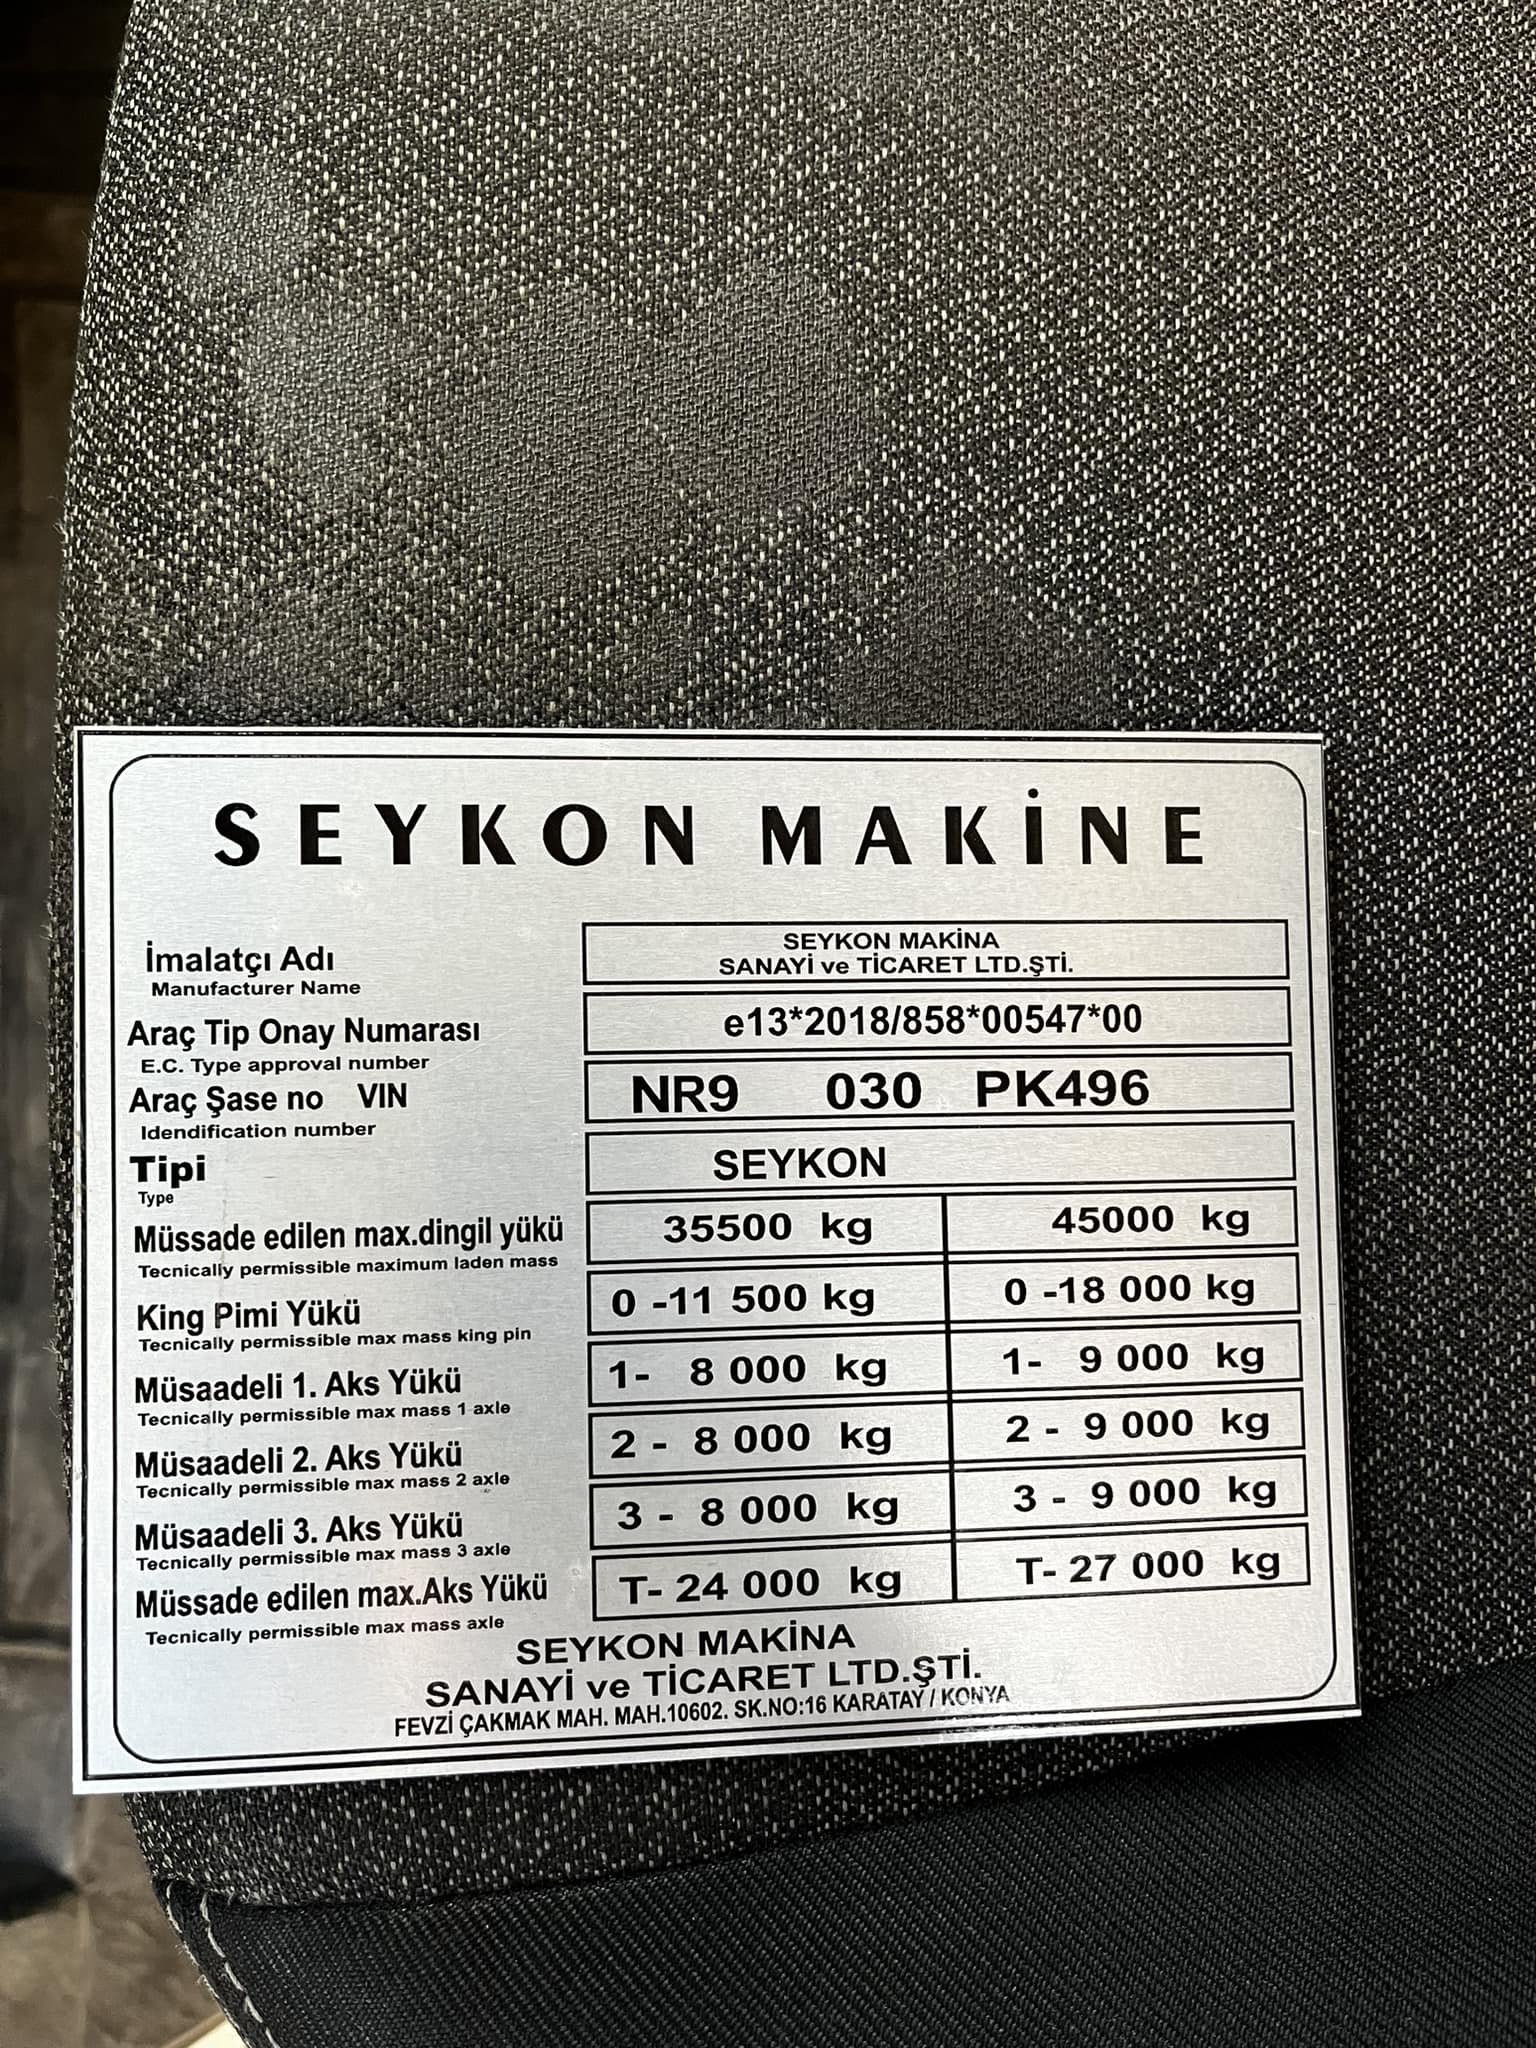 SEYKON MAKİNE
İmalatçı Adı
Manufacturer Name
SEYKON MAKİNA
SANAYİ ve TİCARET LTD.ŞTİ.
Araç Tip Onay Numarası
E.C. Type approval number
e13*2018/858*00547*00
Araç Şase no VIN
Idendification number
NR9 030 PK496
Tipi
Type
SEYKON
Müssade edilen max.dingil yükü
Tecnically permissible maximum laden mass
35500 kg 45000 kg
King Pimi Yükü
Tecnically permissible max mass king pin
0 -11 500 kg 0 -18 000 kg
Müsaadeli 1. Aks Yükü
Tecnically permissible max mass 1 axle
1- 8 000 kg 1- 9 000 kg
Müsaadeli 2. Aks Yükü
Tecnically permissible max mass 2 axle
2 - 8 000 kg 2 - 9 000 kg
Müsaadeli 3. Aks Yükü
Tecnically permissible max mass 3 axle
3 - 8 000 kg 3 - 9 000 kg
Müssade edilen max.Aks Yükü
Tecnically permissible max mass axle
T- 24 000 kg T- 27 000 kg
SEYKON MAKİNA
SANAYİ ve TİCARET LTD.ŞTİ.
FEVZİ ÇAKMAK MAH. MAH.10602. SK.NO:16 KARATAY / KONYA